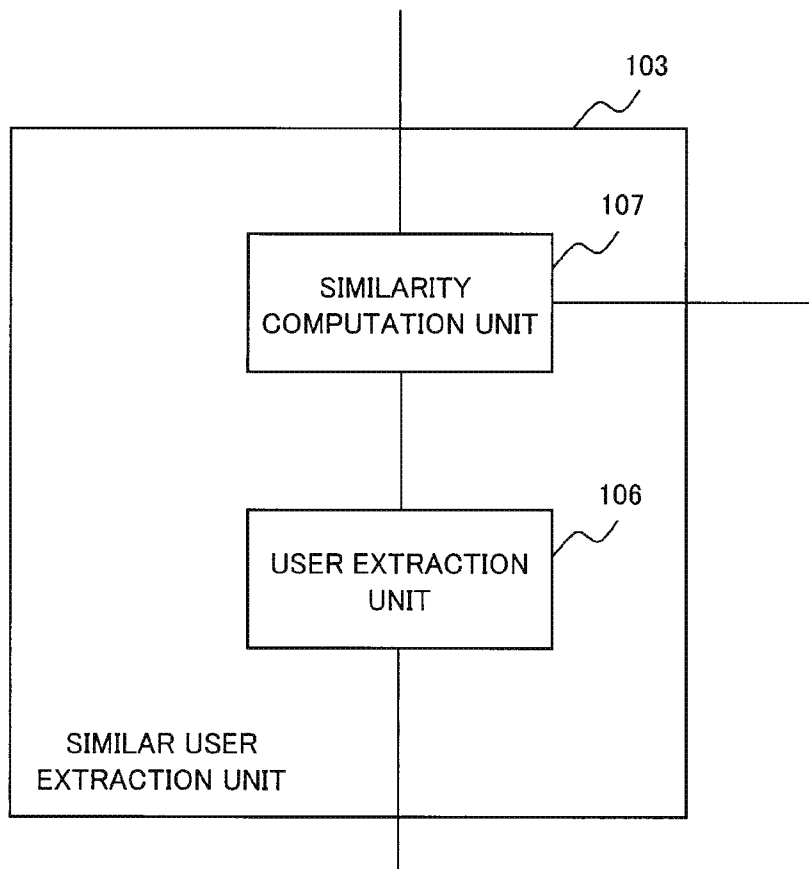 103
107
SIMILARITY
COMPUTATION UNIT
106
USER EXTRACTION
UNIT
SIMILAR USER
EXTRACTION UNIT